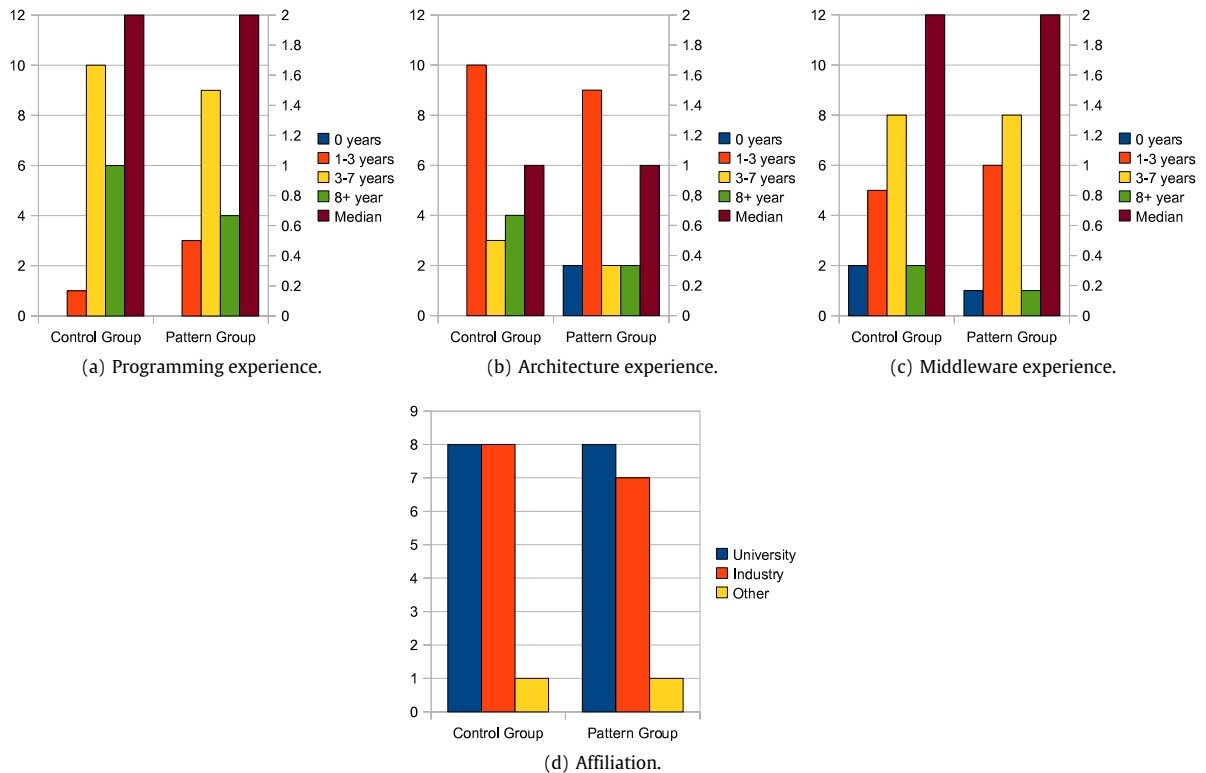 12
10
8
6
4
2
0
2
1.8
1.6
1.4
1.2
1
0.8
0.6
0.4
0.2
0
Control Group Pattern Group
0 years
1-3 years
3-7 years
8+ year
Median
(a) Programming experience.
12
10
8
6
4
2
0
2
1.8
1.6
1.4
1.2
1
0.8
0.6
0.4
0.2
0
Control Group Pattern Group
0 years
1-3 years
3-7 years
8+ year
Median
(b) Architecture experience.
12
10
8
6
4
2
0
2
1.8
1.6
1.4
1.2
1
0.8
0.6
0.4
0.2
0
Control Group Pattern Group
0 years
1-3 years
3-7 years
8+ year
Median
(c) Middleware experience.
9
8
7
6
5
4
3
2
1
0
Control Group Pattern Group
University
Industry
Other
(d) Affiliation.